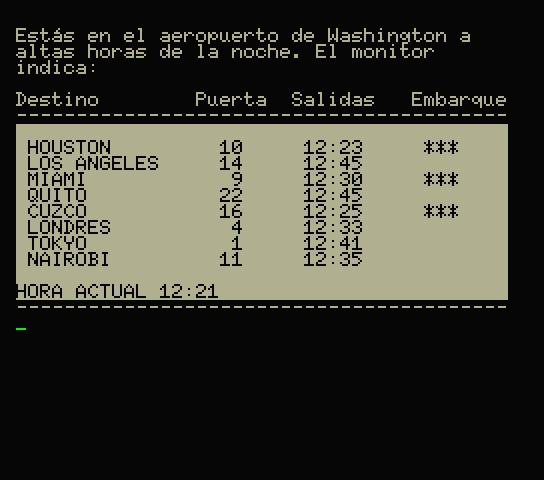 Estás en el aeropuerto de Washington a
altas horas de la noche. El monitor
indica:
Destino Puerta Salidas Embarque
HOUSTON 10 12:23 ***
LOS ANGELES 14 12:45
MIAMI 9 12:30 ***
QUITO 22 12:45
CUZCO 16 12:25 ***
LONDRES 4 12:33
TOKYO 1 12:41
NAIROBI 11 12:35
HORA ACTUAL 12:21